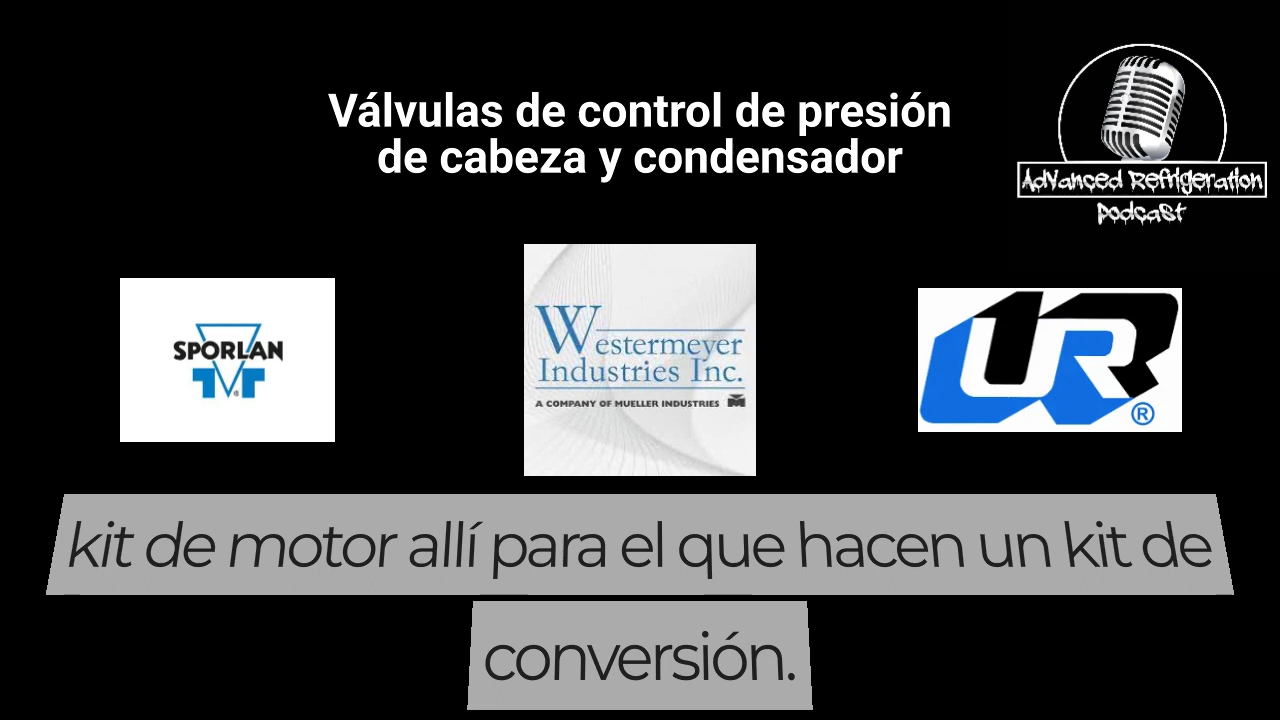 Válvulas de control de presión
de cabeza y condensador
Advanced Refrigeration
Podcast
SPORLAN
Westermeyer
Industries Inc.
A COMPANY OF MUELLER INDUSTRIES
UR®
kit de motor allí para el que hacen un kit de
conversión.